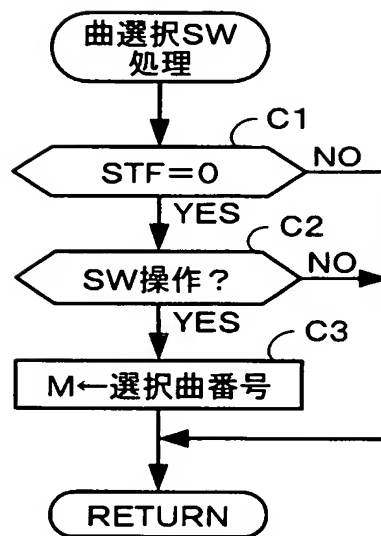 曲選択SW
処理
C1
STF=0
NO
YES
C2
SW操作?
NO
YES
C3
M←選択曲番号
RETURN